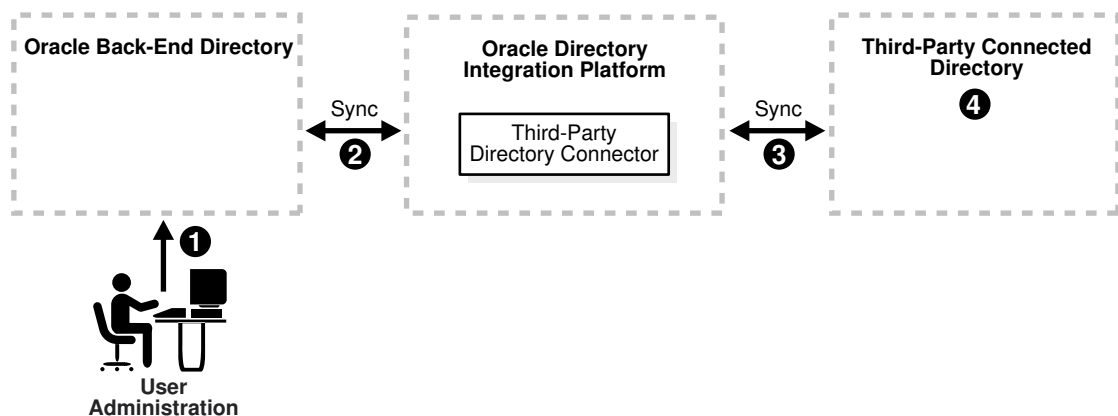 Oracle Back-End Directory
Oracle Directory
Integration Platform
Third-Party Connected
Directory
4
Sync
2
Third-Party
Directory Connector
Sync
3
1
User
Administration